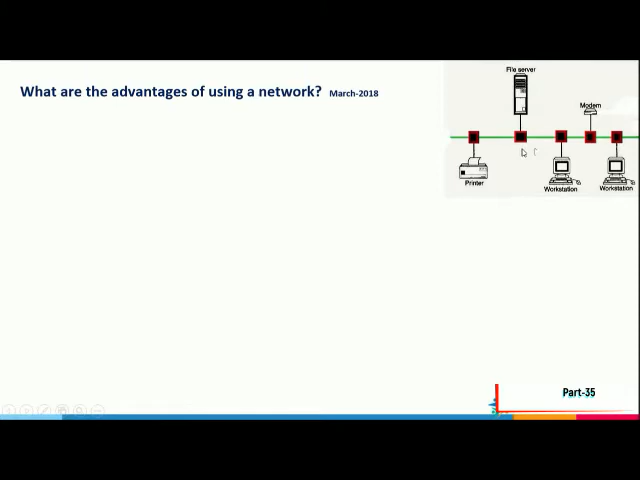 What are the advantages of using a network? March-2018
File server
Modem
Printer
Workstation
Workstation
Part-35